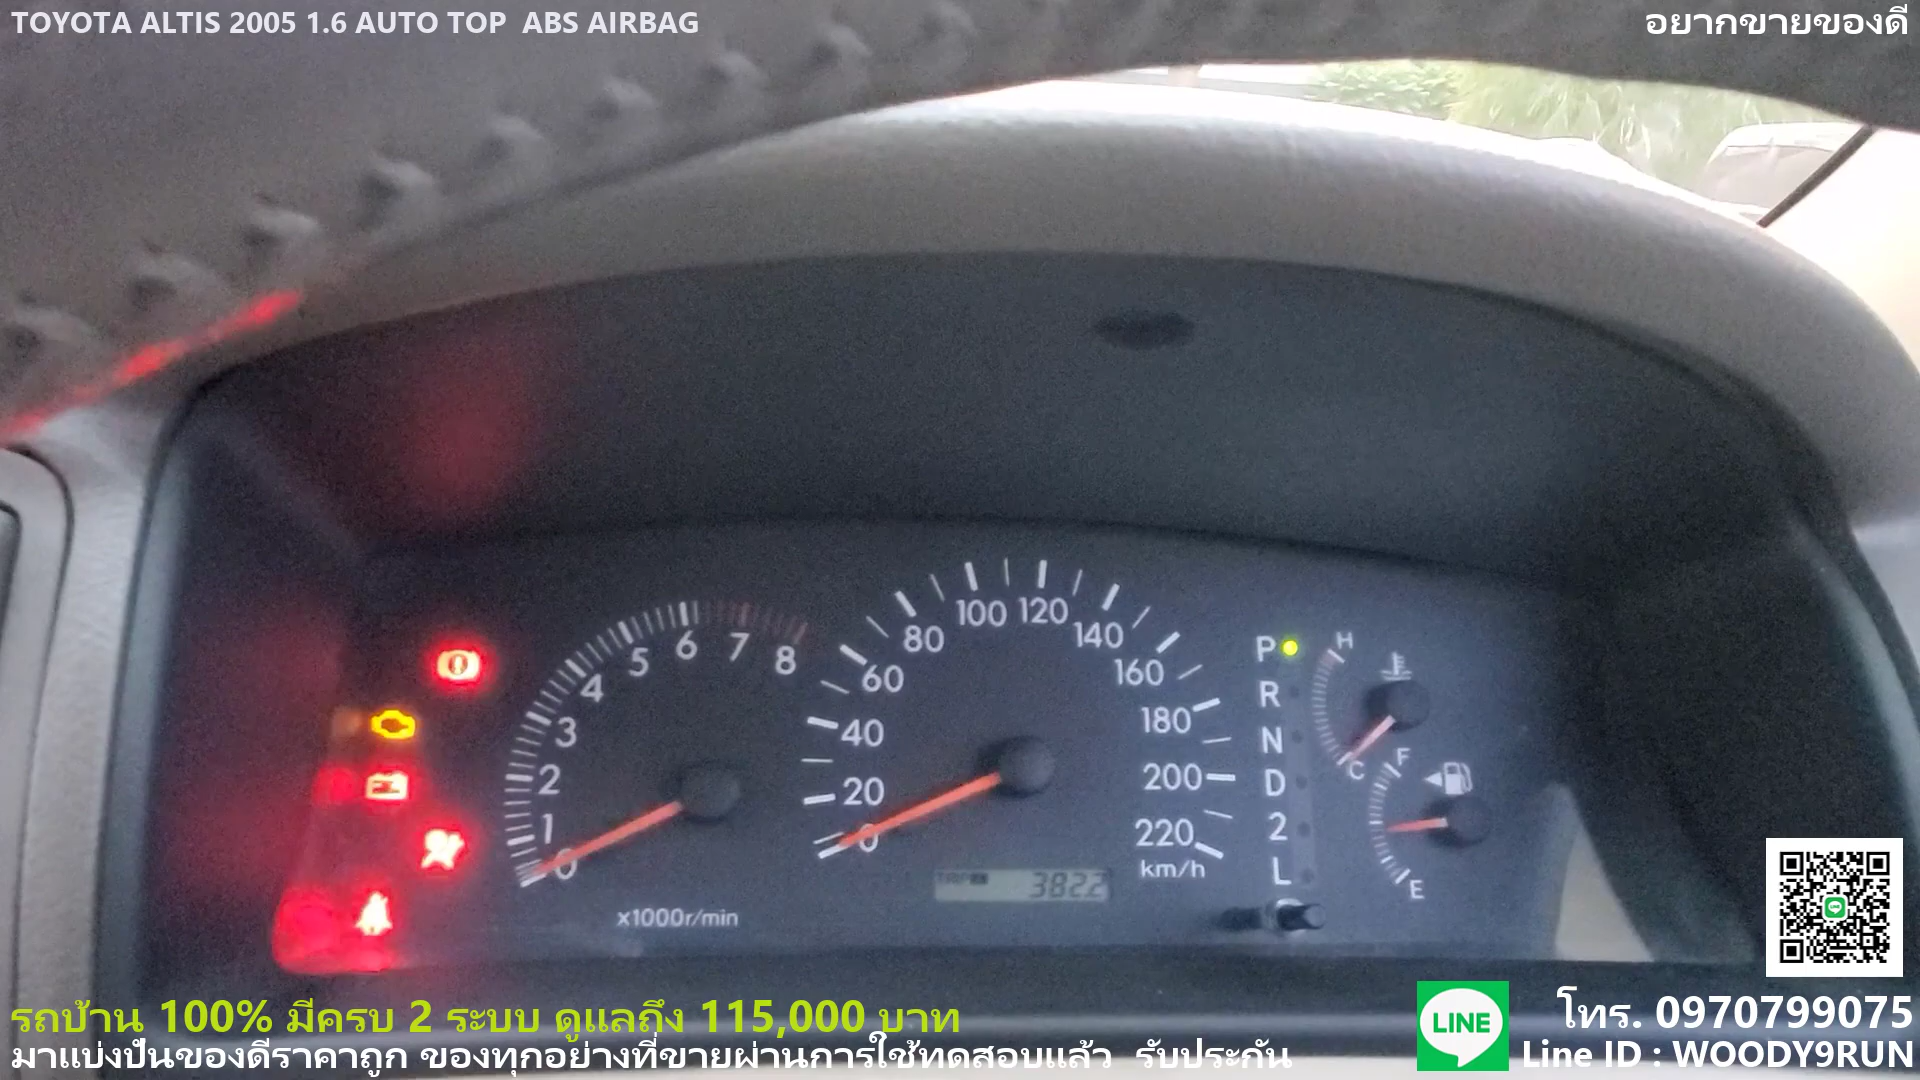 TOYOTA ALTIS 2005 1.6 AUTO TOP  ABS AIRBAG
อยากขายของดี
0 1 2 3 4 5 6 7 8
x1000r/min
0 20 40 60 80 100 120 140 160 180 200 220
km/h
TRIP
382.2
P
R
N
D
2
L
H
C
F
E
รถบ้าน 100% มีครบ 2 ระบบ ดูแลถึง 115,000 บาท
มาแบ่งปันของดีราคาถูก ของทุกอย่างที่ขายผ่านการใช้ทดสอบแล้ว  รับประกัน
LINE
โทร. 0970799075
Line ID : WOODY9RUN